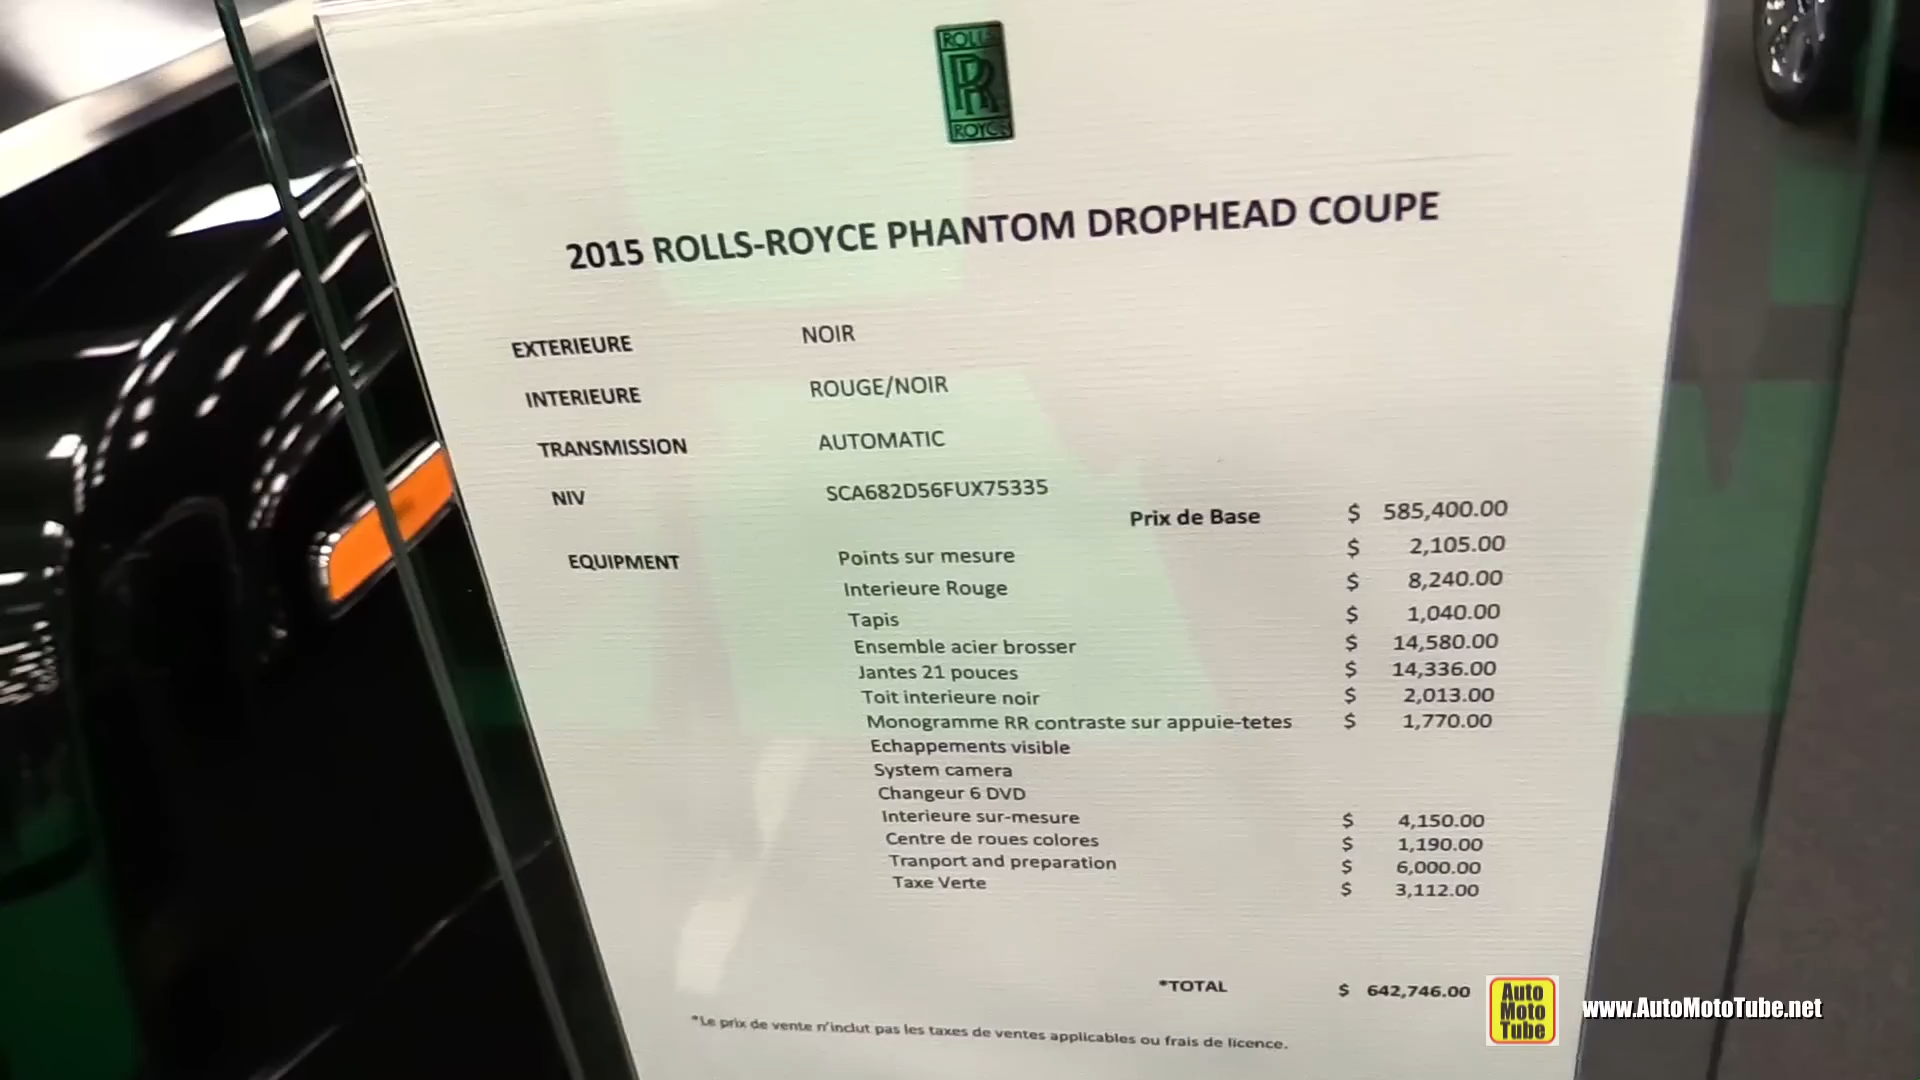 ROLLS
RR
ROYCE
2015 ROLLS-ROYCE PHANTOM DROPHEAD COUPE
EXTERIEURE NOIR
INTERIEURE ROUGE/NOIR
TRANSMISSION AUTOMATIC
NIV SCA682D56FUX75335
Prix de Base $ 585,400.00
EQUIPMENT Points sur mesure $ 2,105.00
Interieure Rouge $ 8,240.00
Tapis $ 1,040.00
Ensemble acier brosser $ 14,580.00
Jantes 21 pouces $ 14,336.00
Toit interieure noir $ 2,013.00
Monogramme RR contraste sur appuie-tetes $ 1,770.00
Echappements visible
System camera
Changeur 6 DVD
Interieure sur-mesure $ 4,150.00
Centre de roues colores $ 1,190.00
Tranport and preparation $ 6,000.00
Taxe Verte $ 3,112.00
*TOTAL $ 642,746.00
*Le prix de vente n'inclut pas les taxes de ventes applicables ou frais de licence.
Auto
Moto
Tube
www.AutoMotoTube.net